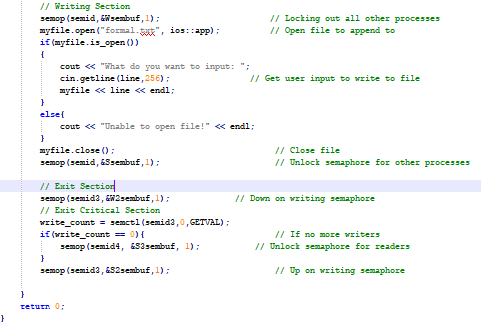 // Writing Section
semop(semid,&Wsembuf,1); // Locking out all other processes
myfile.open("formal.txt", ios::app); // Open file to append to
if(myfile.is_open())
{
cout << "What do you want to input: ";
cin.getline(line,256); // Get user input to write to file
myfile << line << endl;
}
else{
cout << "Unable to open file!" << endl;
}
myfile.close(); // Close file
semop(semid,&Ssembuf,1); // Unlock semaphore for other processes
// Exit Section
semop(semid3,&W2sembuf,1); // Down on writing semaphore
// Exit Critical Section
write_count = semctl(semid3,0,GETVAL);
if(write_count == 0){ // If no more writers
semop(semid4, &S3sembuf, 1); // Unlock semaphore for readers
}
semop(semid3,&S2sembuf,1); // Up on writing semaphore
}
return 0;
}